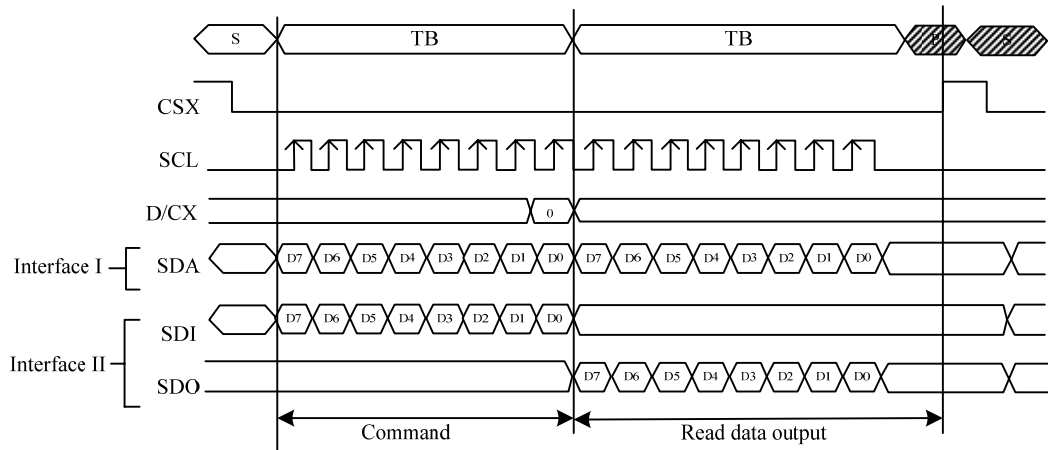 S TB TB P S
CSX
SCL
D/CX 0
Interface I SDA D7 D6 D5 D4 D3 D2 D1 D0 D7 D6 D5 D4 D3 D2 D1 D0
SDI D7 D6 D5 D4 D3 D2 D1 D0
Interface II
SDO D7 D6 D5 D4 D3 D2 D1 D0
Command Read data output